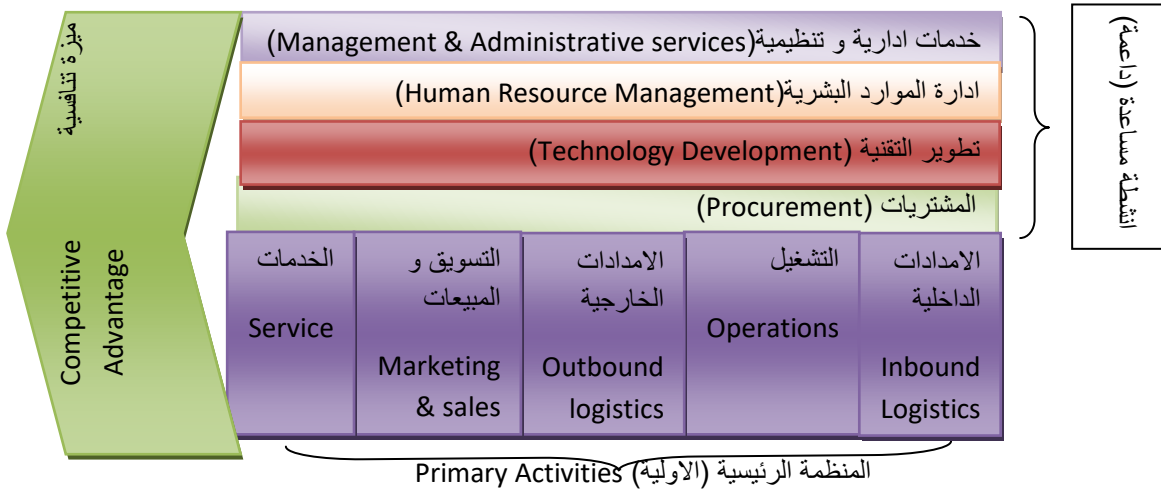 خدمات ادارية و تنظيمية(Management & Administrative services)
ادارة الموارد البشرية(Human Resource Management)
تطوير التقنية (Technology Development)
المشتريات (Procurement)
انشطة مساعدة (داعمة)
الامدادات
الداخلية
Inbound
Logistics
التشغيل
Operations
الامدادات
الخارجية
Outbound
logistics
التسويق و
المبيعات
Marketing
& sales
الخدمات
Service
ميزة تنافسية
Competitive
Advantage
المنظمة الرئيسية (الاولية) Primary Activities